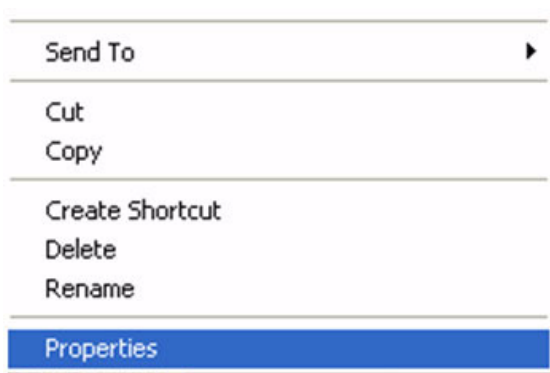 Send To
Cut
Copy
Create Shortcut
Delete
Rename
Properties